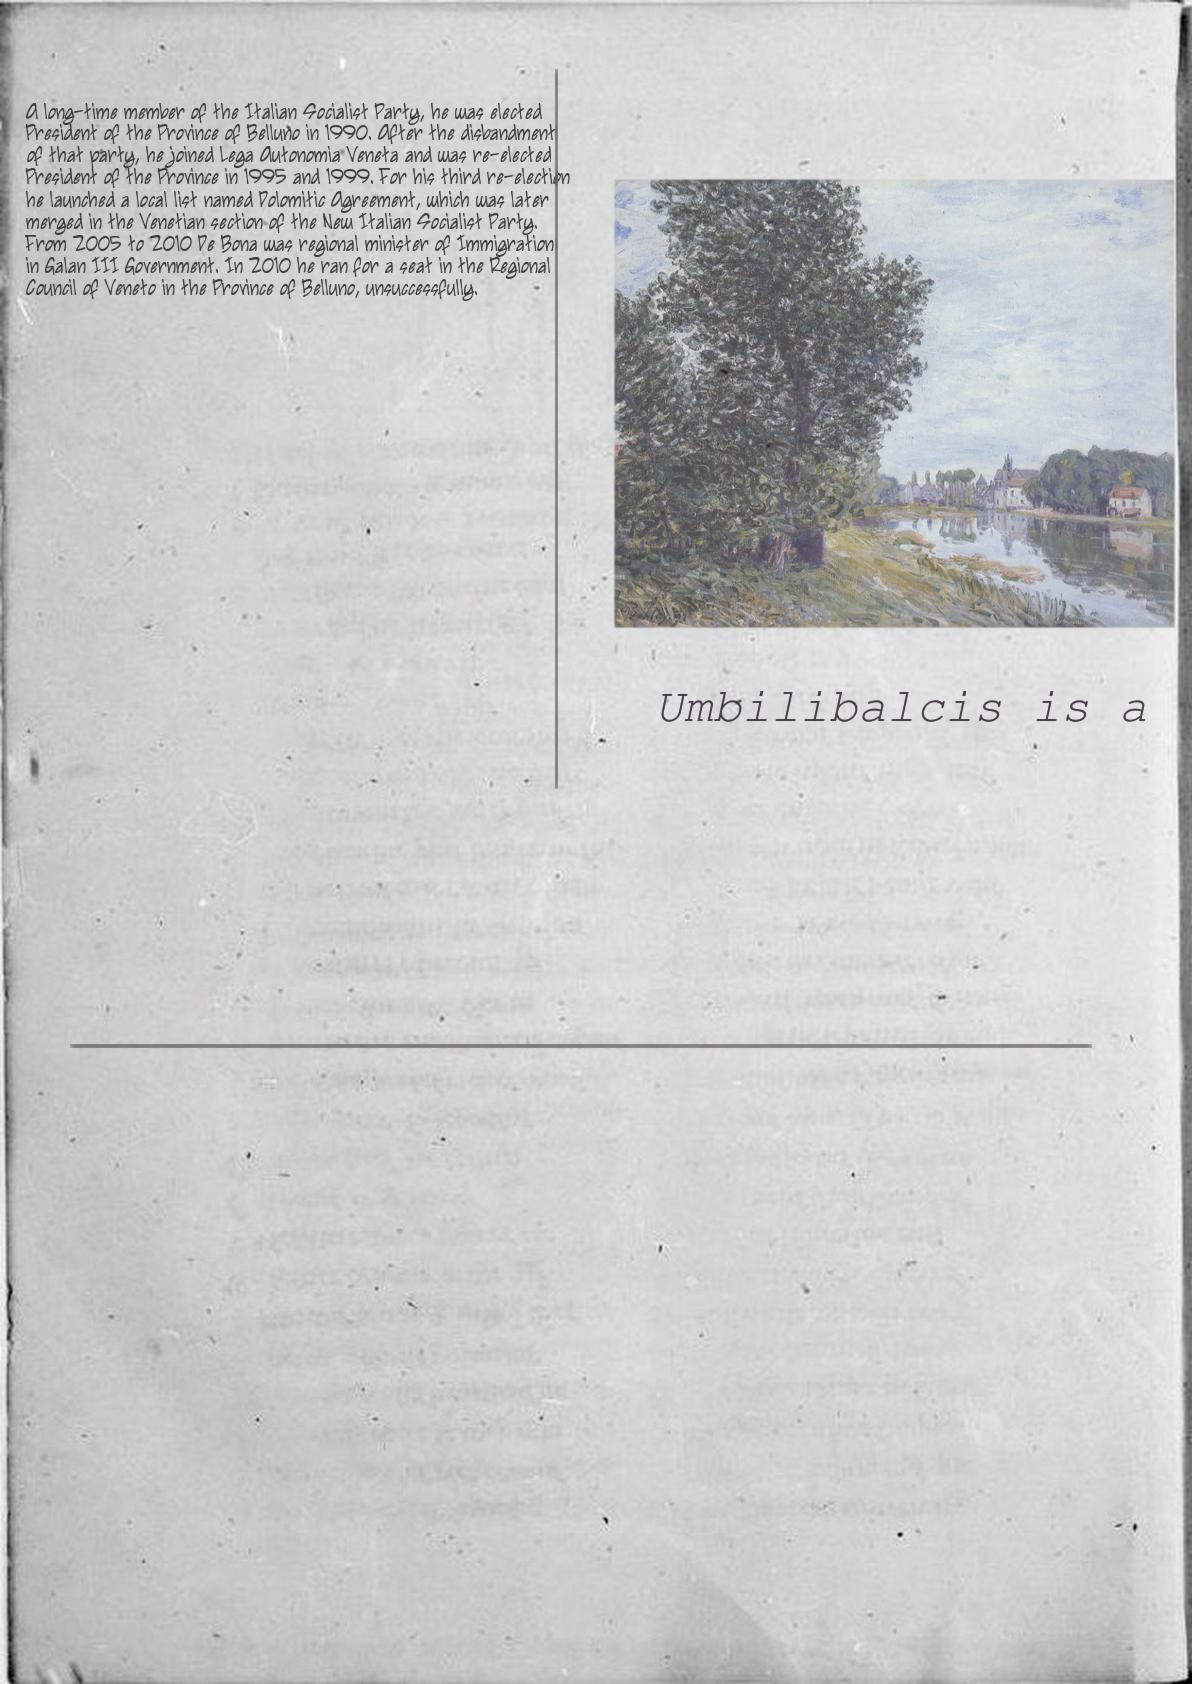 A long-time member of the Italian Socialist Party, he was elected
President of the Province of Belluno in 1990. After the disbandment
of that party, he joined Lega Autonomia Veneta and was re-elected
President of the Province in 1995 and 1999. For his third re-election
he launched a local list named Dolomitic Agreement, which was later
merged in the Venetian section of the New Italian Socialist Party.
From 2005 to 2010 De Bona was regional minister of Immigration
in Galan III Government. In 2010 he ran for a seat in the Regional
Council of Veneto in the Province of Belluno, unsuccessfully.
Umbilibalcis is a